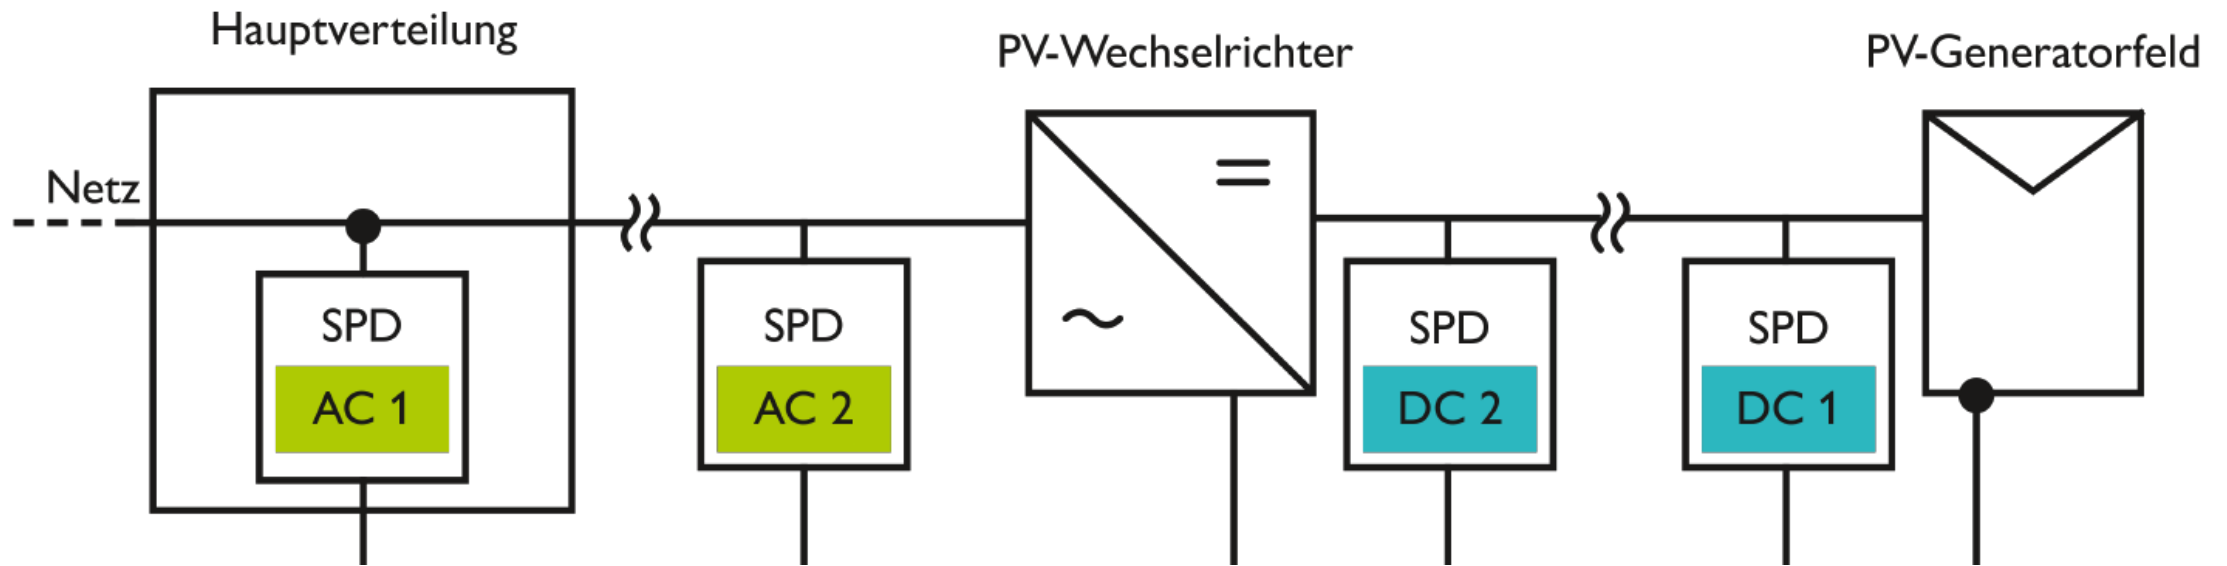 Hauptverteilung
PV-Wechselrichter
PV-Generatorfeld
Netz
SPD
AC 1
SPD
AC 2
SPD
DC 2
SPD
DC 1